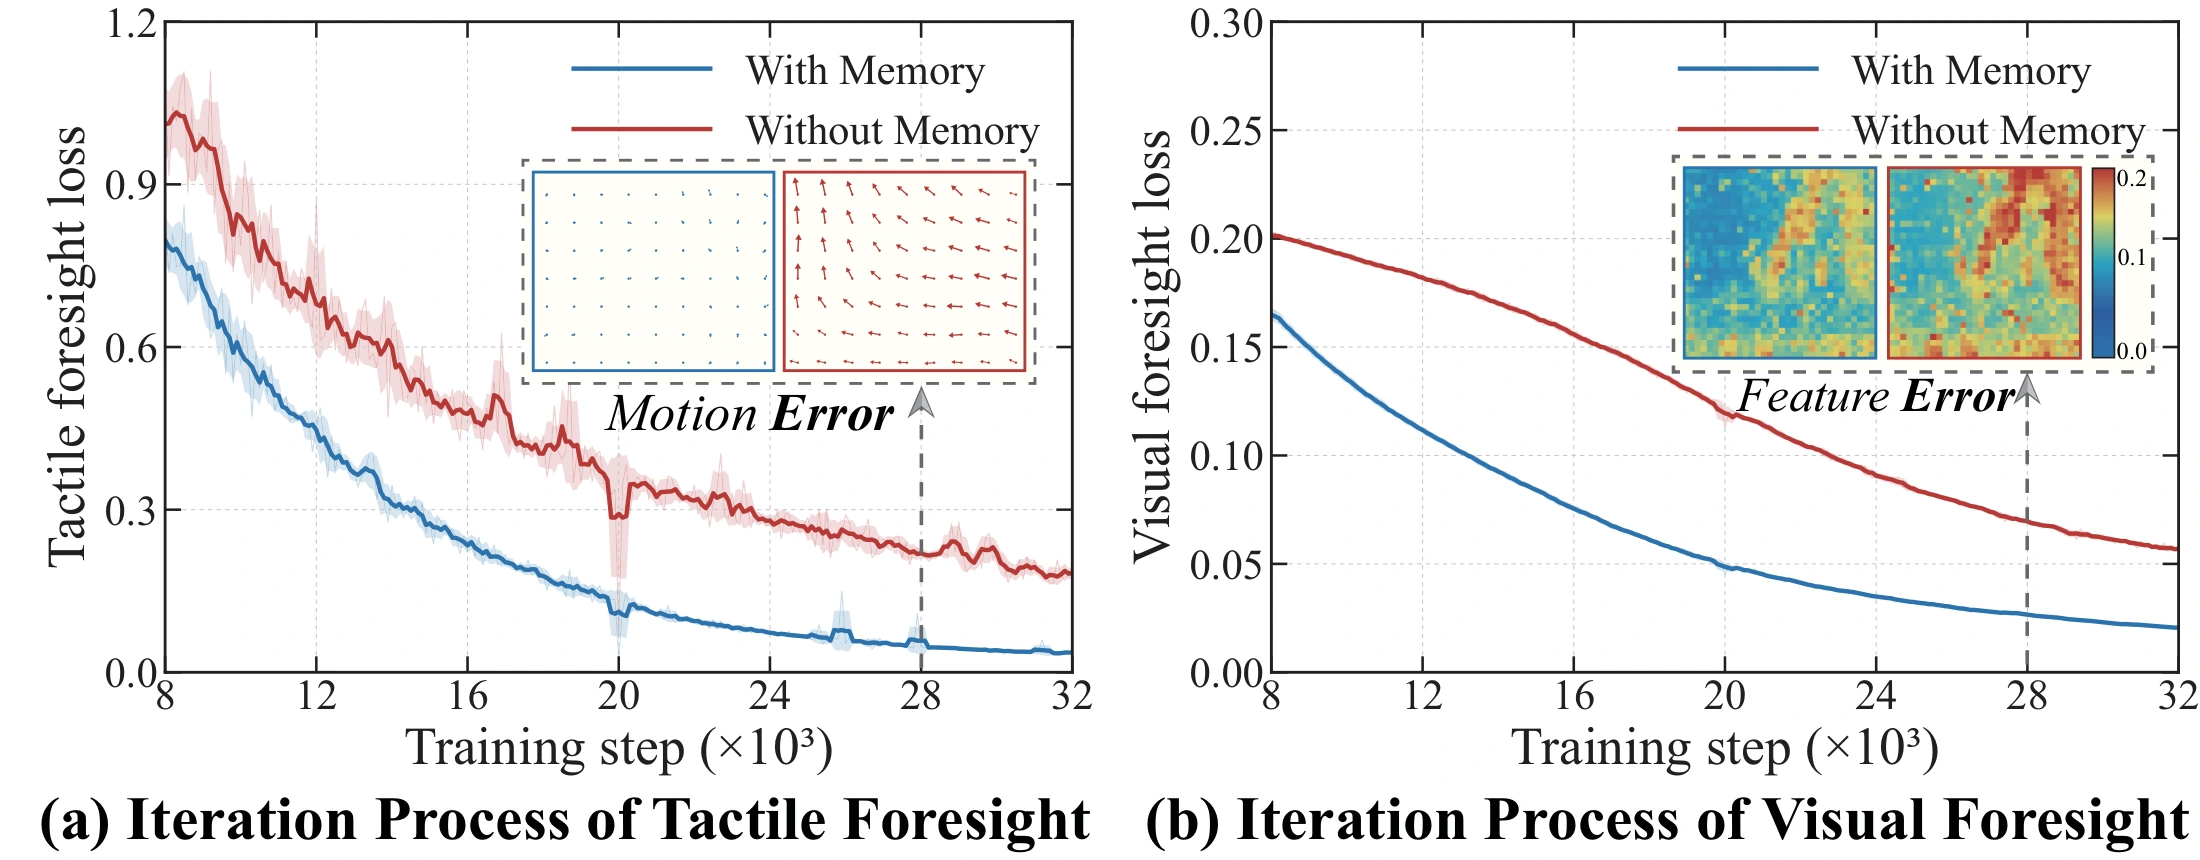 1.2
0.9
0.6
0.3
0.0
Tactile foresight loss
With Memory
Without Memory
Motion Error
8 12 16 20 24 28 32
Training step (×10³)
(a) Iteration Process of Tactile Foresight
0.30
0.25
0.20
0.15
0.10
0.05
0.00
Visual foresight loss
With Memory
Without Memory
0.2
0.1
0.0
Feature Error
8 12 16 20 24 28 32
Training step (×10³)
(b) Iteration Process of Visual Foresight